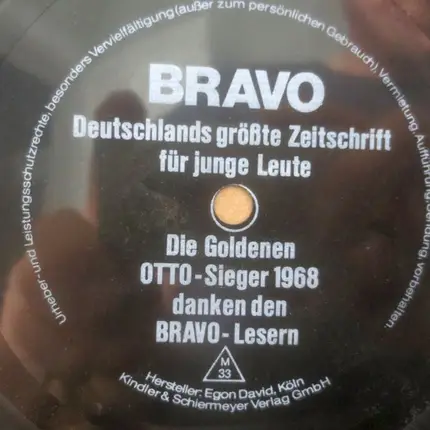 Urheber- und Leistungsschutzrechte, besonders Vervielfältigung (außer zum persönlichen Gebrauch), Vermietung, Aufführung, Sendung vorbehalten.
BRAVO
Deutschlands größte Zeitschrift
für junge Leute
Die Goldenen
OTTO-Sieger 1968
danken den
BRAVO-Lesern
M
33
Hersteller: Egon David, Köln
Kindler & Schiermeyer Verlag GmbH